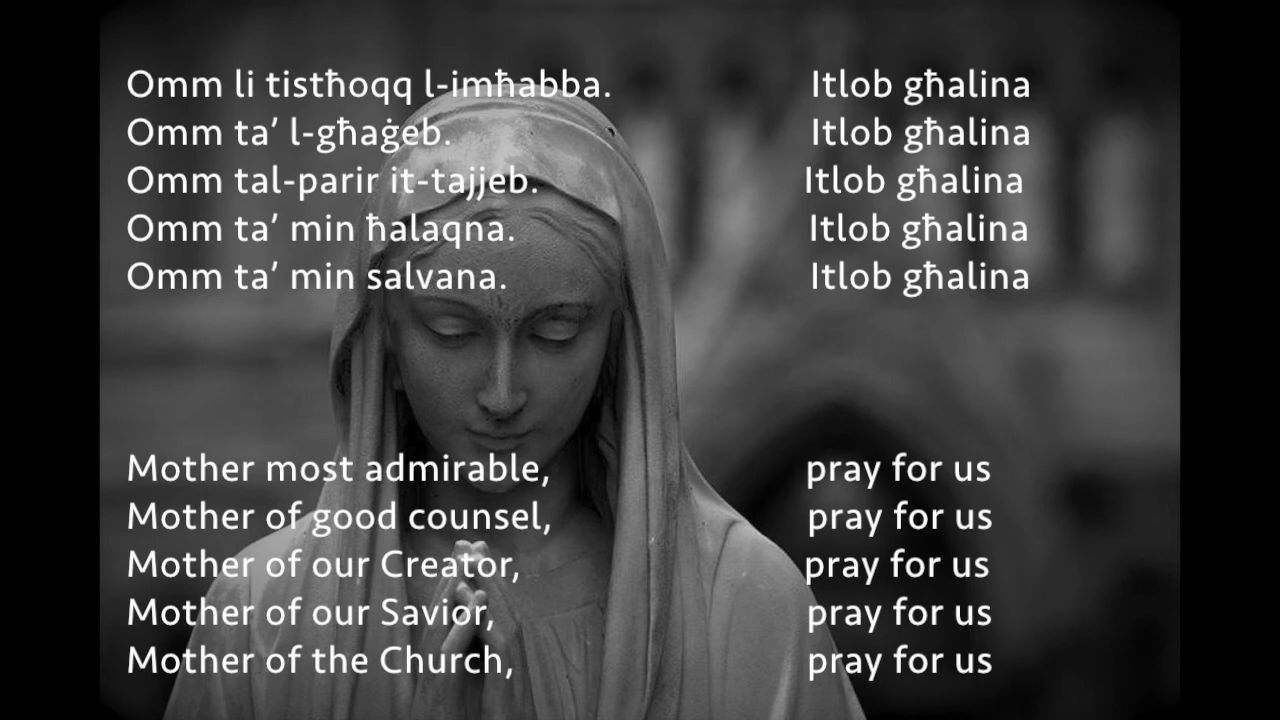 Omm li tistħoqq l-imħabba. Itlob għalina
Omm ta’ l-għaġeb. Itlob għalina
Omm tal-parir it-tajjeb. Itlob għalina
Omm ta’ min ħalaqna. Itlob għalina
Omm ta’ min salvana. Itlob għalina
Mother most admirable, pray for us
Mother of good counsel, pray for us
Mother of our Creator, pray for us
Mother of our Savior, pray for us
Mother of the Church, pray for us